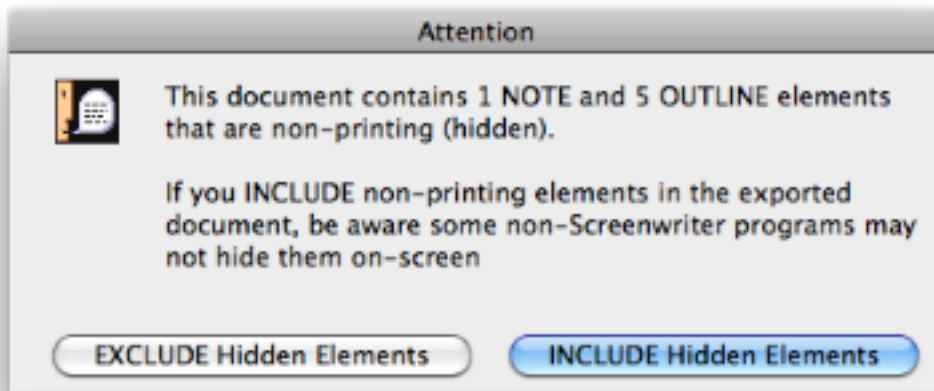 Attention
This document contains 1 NOTE and 5 OUTLINE elements
that are non-printing (hidden).
If you INCLUDE non-printing elements in the exported
document, be aware some non-Screenwriter programs may
not hide them on-screen
EXCLUDE Hidden Elements
INCLUDE Hidden Elements